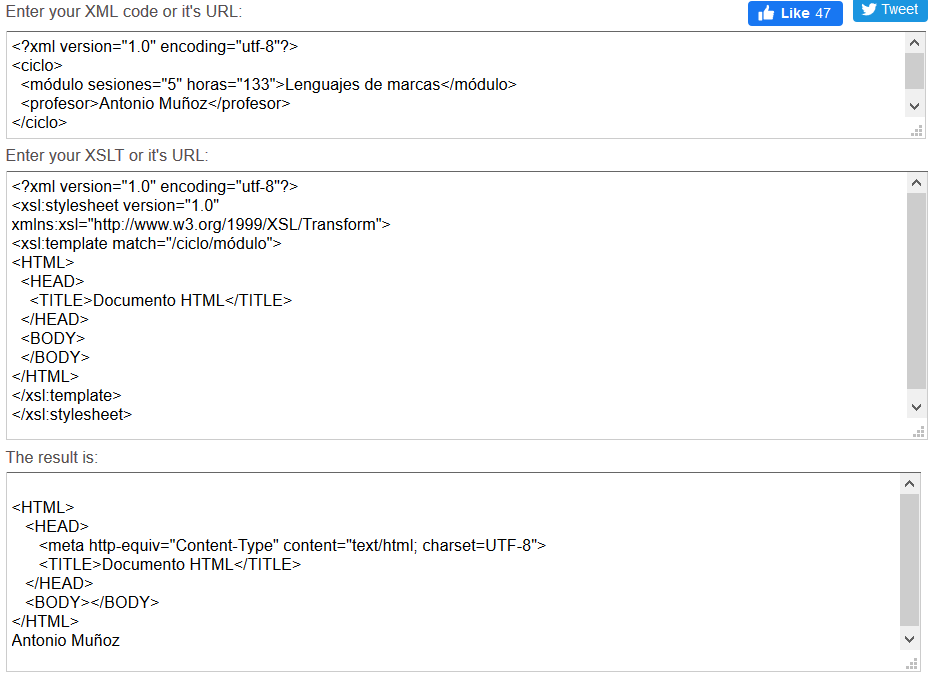 Enter your XML code or it's URL:
Like 47
Tweet
<?xml version="1.0" encoding="utf-8"?>
<ciclo>
  <módulo sesiones="5" horas="133">Lenguajes de marcas</módulo>
  <profesor>Antonio Muñoz</profesor>
</ciclo>
Enter your XSLT or it's URL:
<?xml version="1.0" encoding="utf-8"?>
<xsl:stylesheet version="1.0"
xmlns:xsl="http://www.w3.org/1999/XSL/Transform">
<xsl:template match="/ciclo/módulo">
<HTML>
  <HEAD>
    <TITLE>Documento HTML</TITLE>
  </HEAD>
  <BODY>
  </BODY>
</HTML>
</xsl:template>
</xsl:stylesheet>
The result is:
<HTML>
   <HEAD>
      <meta http-equiv="Content-Type" content="text/html; charset=UTF-8">
      <TITLE>Documento HTML</TITLE>
   </HEAD>
   <BODY></BODY>
</HTML>
Antonio Muñoz